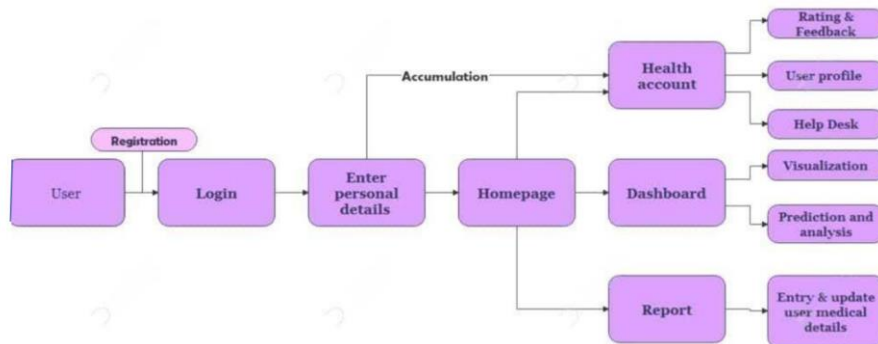 Rating &
Feedback
Accumulation
Health
account
User profile
Registration
Help Desk
User
Login
Enter
personal
details
Homepage
Dashboard
Visualization
Prediction and
analysis
Report
Entry & update
user medical
details